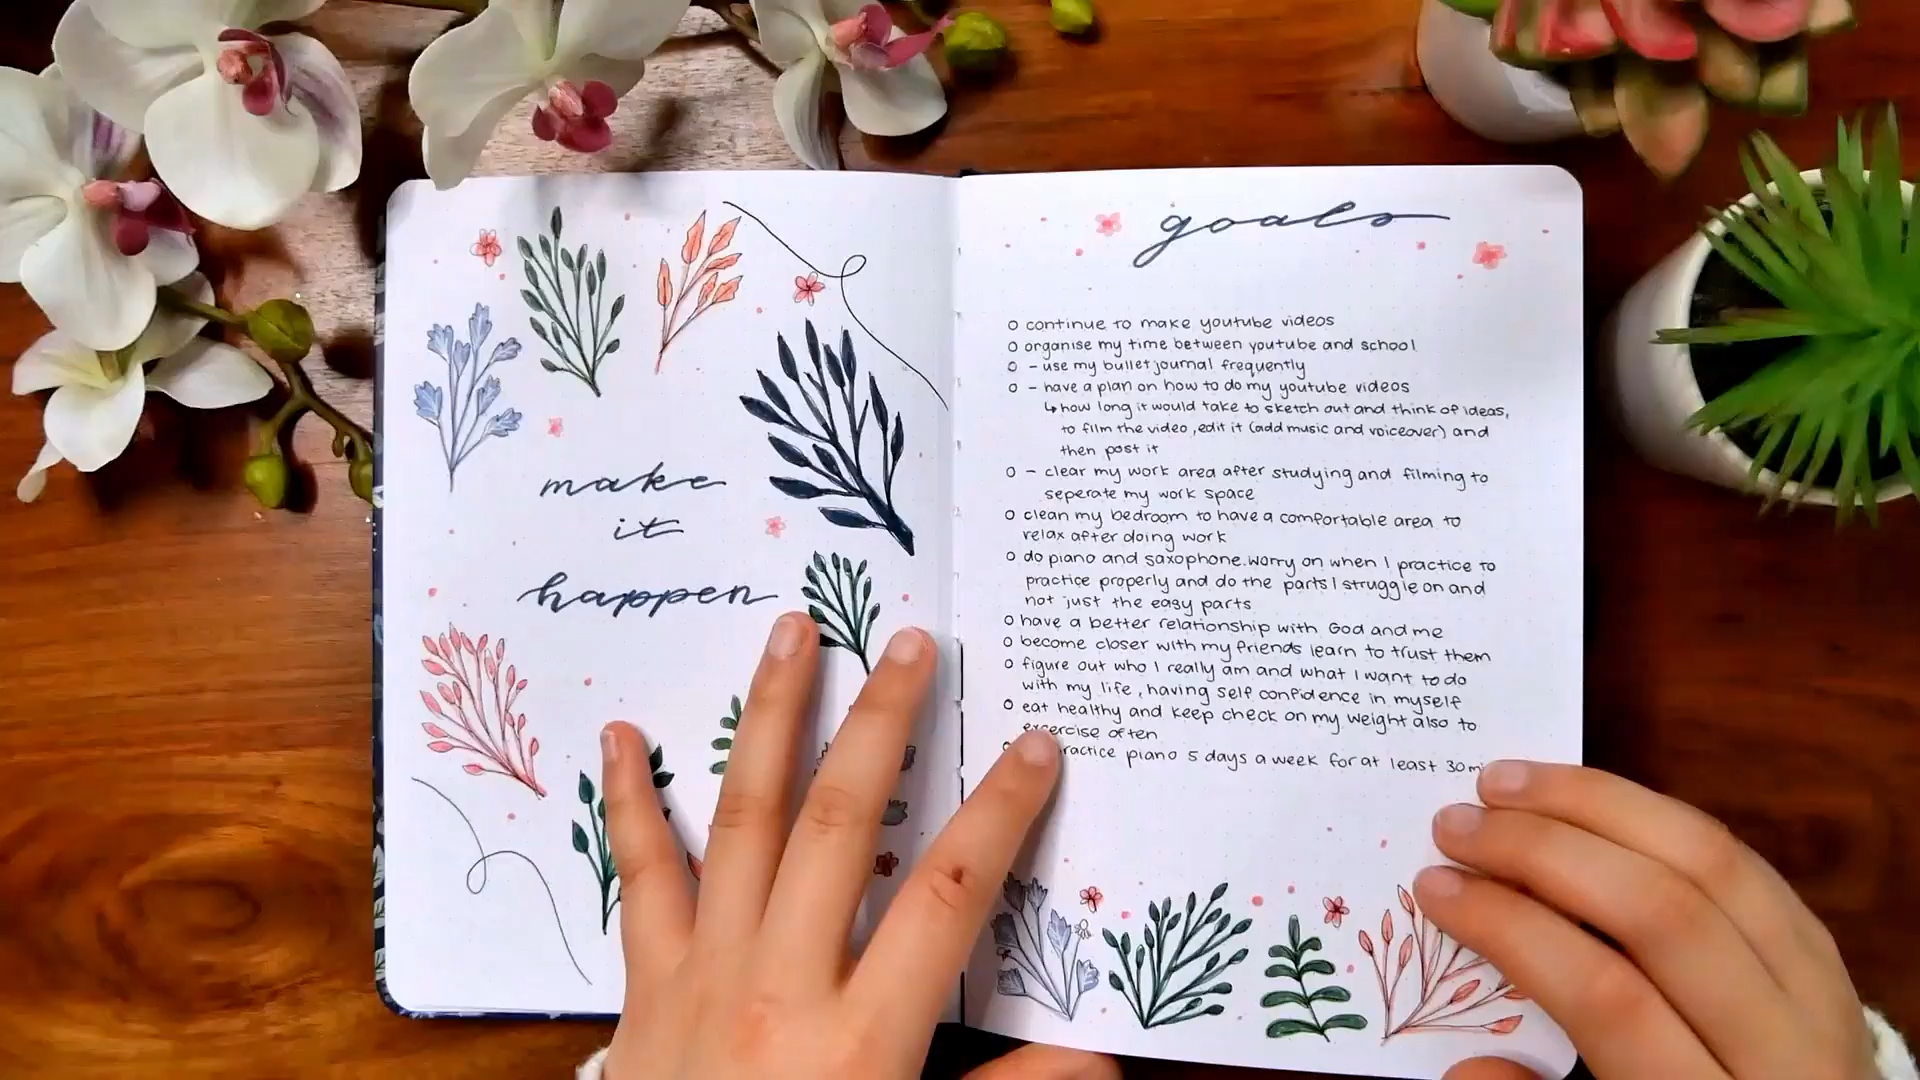 make
it
happen
goals
o continue to make youtube videos
o organise my time between youtube and school
o - use my bullet journal frequently
o - have a plan on how to do my youtube videos
↳ how long it would take to sketch out and think of ideas,
to film the video, edit it (add music and voiceover) and
then post it
o - clear my work area after studying and filming to
seperate my work space
o clean my bedroom to have a comfortable area to
relax after doing work
o do piano and saxophone. worry on when I practice to
practice properly and do the parts I struggle on and
not just the easy parts
o have a better relationship with God and me
o become closer with my friends learn to trust them
o figure out who I really am and what I want to do
with my life, having self confidence in myself
o eat healthy and keep check on my weight also to
excercise often
practice piano 5 days a week for at least 30